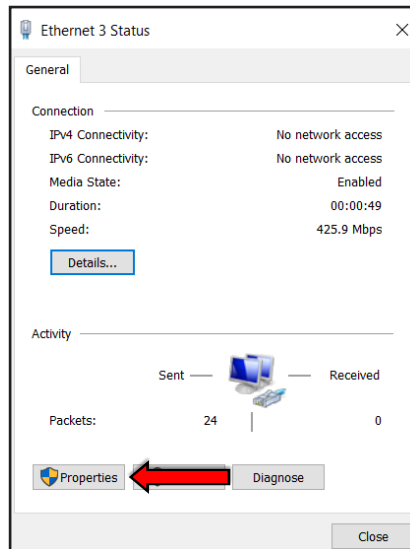 Ethernet 3 Status
General
Connection
IPv4 Connectivity: No network access
IPv6 Connectivity: No network access
Media State: Enabled
Duration: 00:00:49
Speed: 425.9 Mbps
Details...
Activity
Sent Received
Packets: 24 0
Properties Diagnose
Close